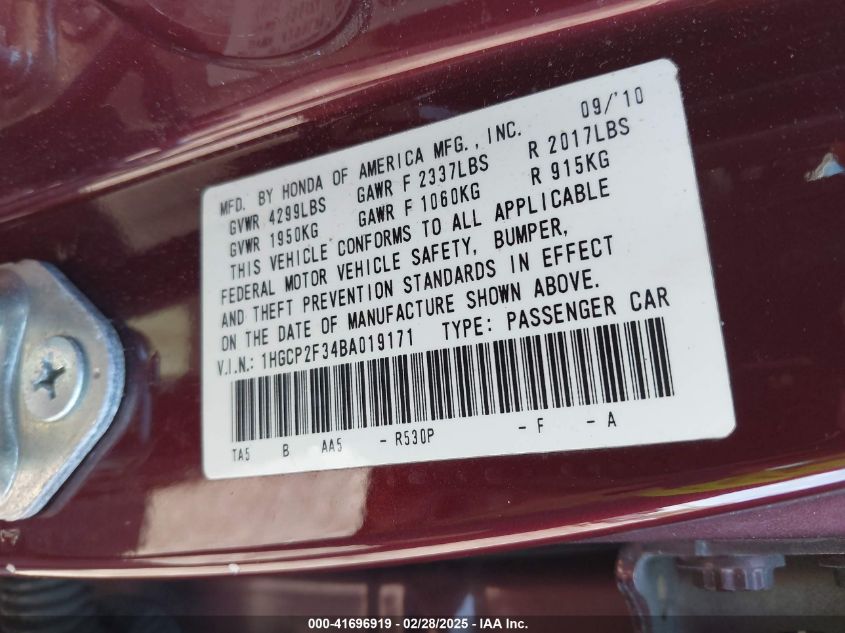 09/'10
MFD. BY HONDA OF AMERICA MFG., INC.
GVWR 4299LBS GAWR F 2337LBS R 2017LBS
GVWR 1950KG GAWR F 1060KG R 915KG
THIS VEHICLE CONFORMS TO ALL APPLICABLE
FEDERAL MOTOR VEHICLE SAFETY, BUMPER,
AND THEFT PREVENTION STANDARDS IN EFFECT
ON THE DATE OF MANUFACTURE SHOWN ABOVE.
V.I.N.: 1HGCP2F34BA019171 TYPE: PASSENGER CAR
TA5 B AA5 - R530P - F - A
000-41696919 / 02/28/2025 - IAA Inc.